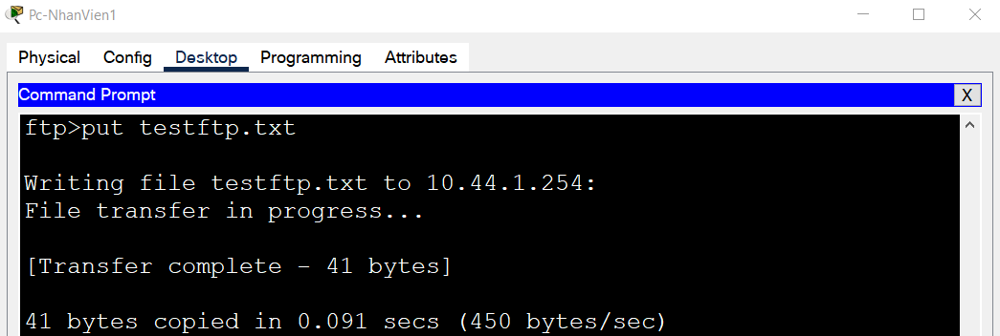 Pc-NhanVien1
Physical Config Desktop Programming Attributes
Command Prompt X
ftp>put testftp.txt
Writing file testftp.txt to 10.44.1.254:
File transfer in progress...
[Transfer complete - 41 bytes]
41 bytes copied in 0.091 secs (450 bytes/sec)